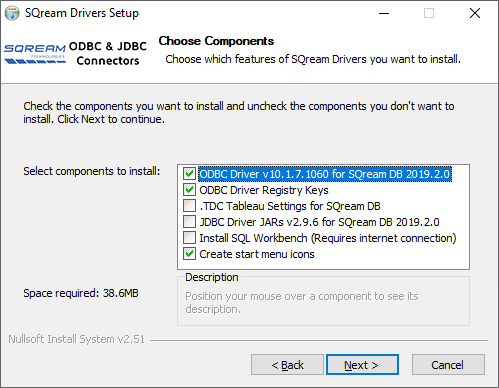 SQream Drivers Setup
SQREAM
TECHNOLOGIES
ODBC & JDBC
Connectors
Choose Components
Choose which features of SQream Drivers you want to install.
Check the components you want to install and uncheck the components you don't want to
install. Click Next to continue.
Select components to install:
ODBC Driver v10.1.7.1060 for SQream DB 2019.2.0
ODBC Driver Registry Keys
.TDC Tableau Settings for SQream DB
JDBC Driver JARs v2.9.6 for SQream DB 2019.2.0
Install SQL Workbench (Requires internet connection)
Create start menu icons
Space required: 38.6MB
Description
Position your mouse over a component to see its
description.
Nullsoft Install System v2.51
< Back
Next >
Cancel